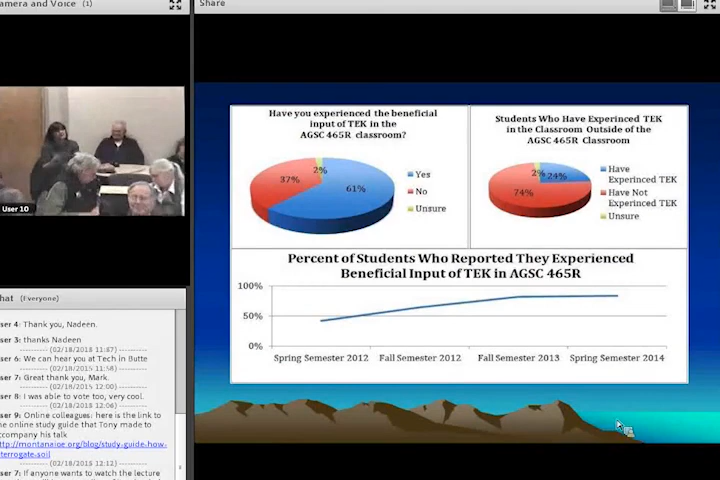 amera and Voice (1)
Share
User 10
hat (Everyone)
ser 4: Thank you, Nadeen.
ser 3: thanks Nadeen
ser 6: We can hear you at Tech in Butte
ser 7: Great thank you, Mark.
ser 8: I was able to vote too, very cool.
ser 9: Online colleagues: here is the link to
he online study guide that Tony made to
ccompany his talk
http://montanaioe.org/blog/study-guide-how-
terrogate-soil
(02/18/2015 12:12)
ser 7: If anyone wants to watch the lecture
Have you experienced the beneficial
input of TEK in the
AGSC 465R classroom?
2%
37%
61%
Yes
No
Unsure
Students Who Have Experinced TEK
in the Classroom Outside of the
AGSC 465R Classroom
2%
24%
74%
Have
Experinced TEK
Have Not
Experinced TEK
Unsure
Percent of Students Who Reported They Experienced
Beneficial Input of TEK in AGSC 465R
100%
50%
0%
Spring Semester 2012 Fall Semester 2012 Fall Semester 2013 Spring Semester 2014